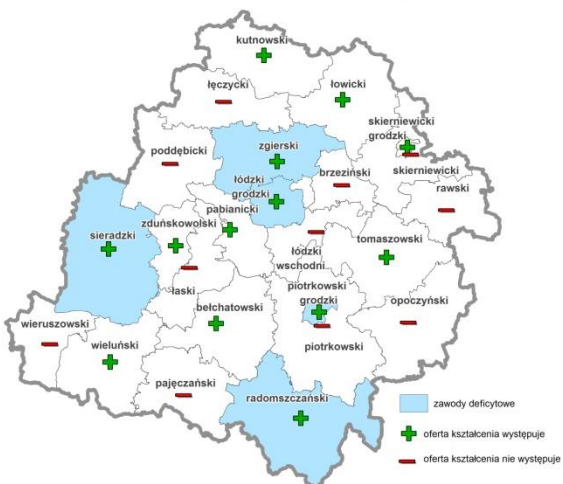 kutnowski
łęczycki
łowicki
skierniewicki
grodzki
zgierski
poddębicki
brzeziński
skierniewicki
rawski
łódzki
grodzki
pabianicki
zduńskowolski
sieradzki
łódzki
wschodni
tomaszowski
łaski
piotrkowski
grodzki
bełchatowski
opoczyński
wieruszowski
wieluński
piotrkowski
pajęczański
radomszczański
zawody deficytowe
oferta kształcenia występuje
oferta kształcenia nie występuje